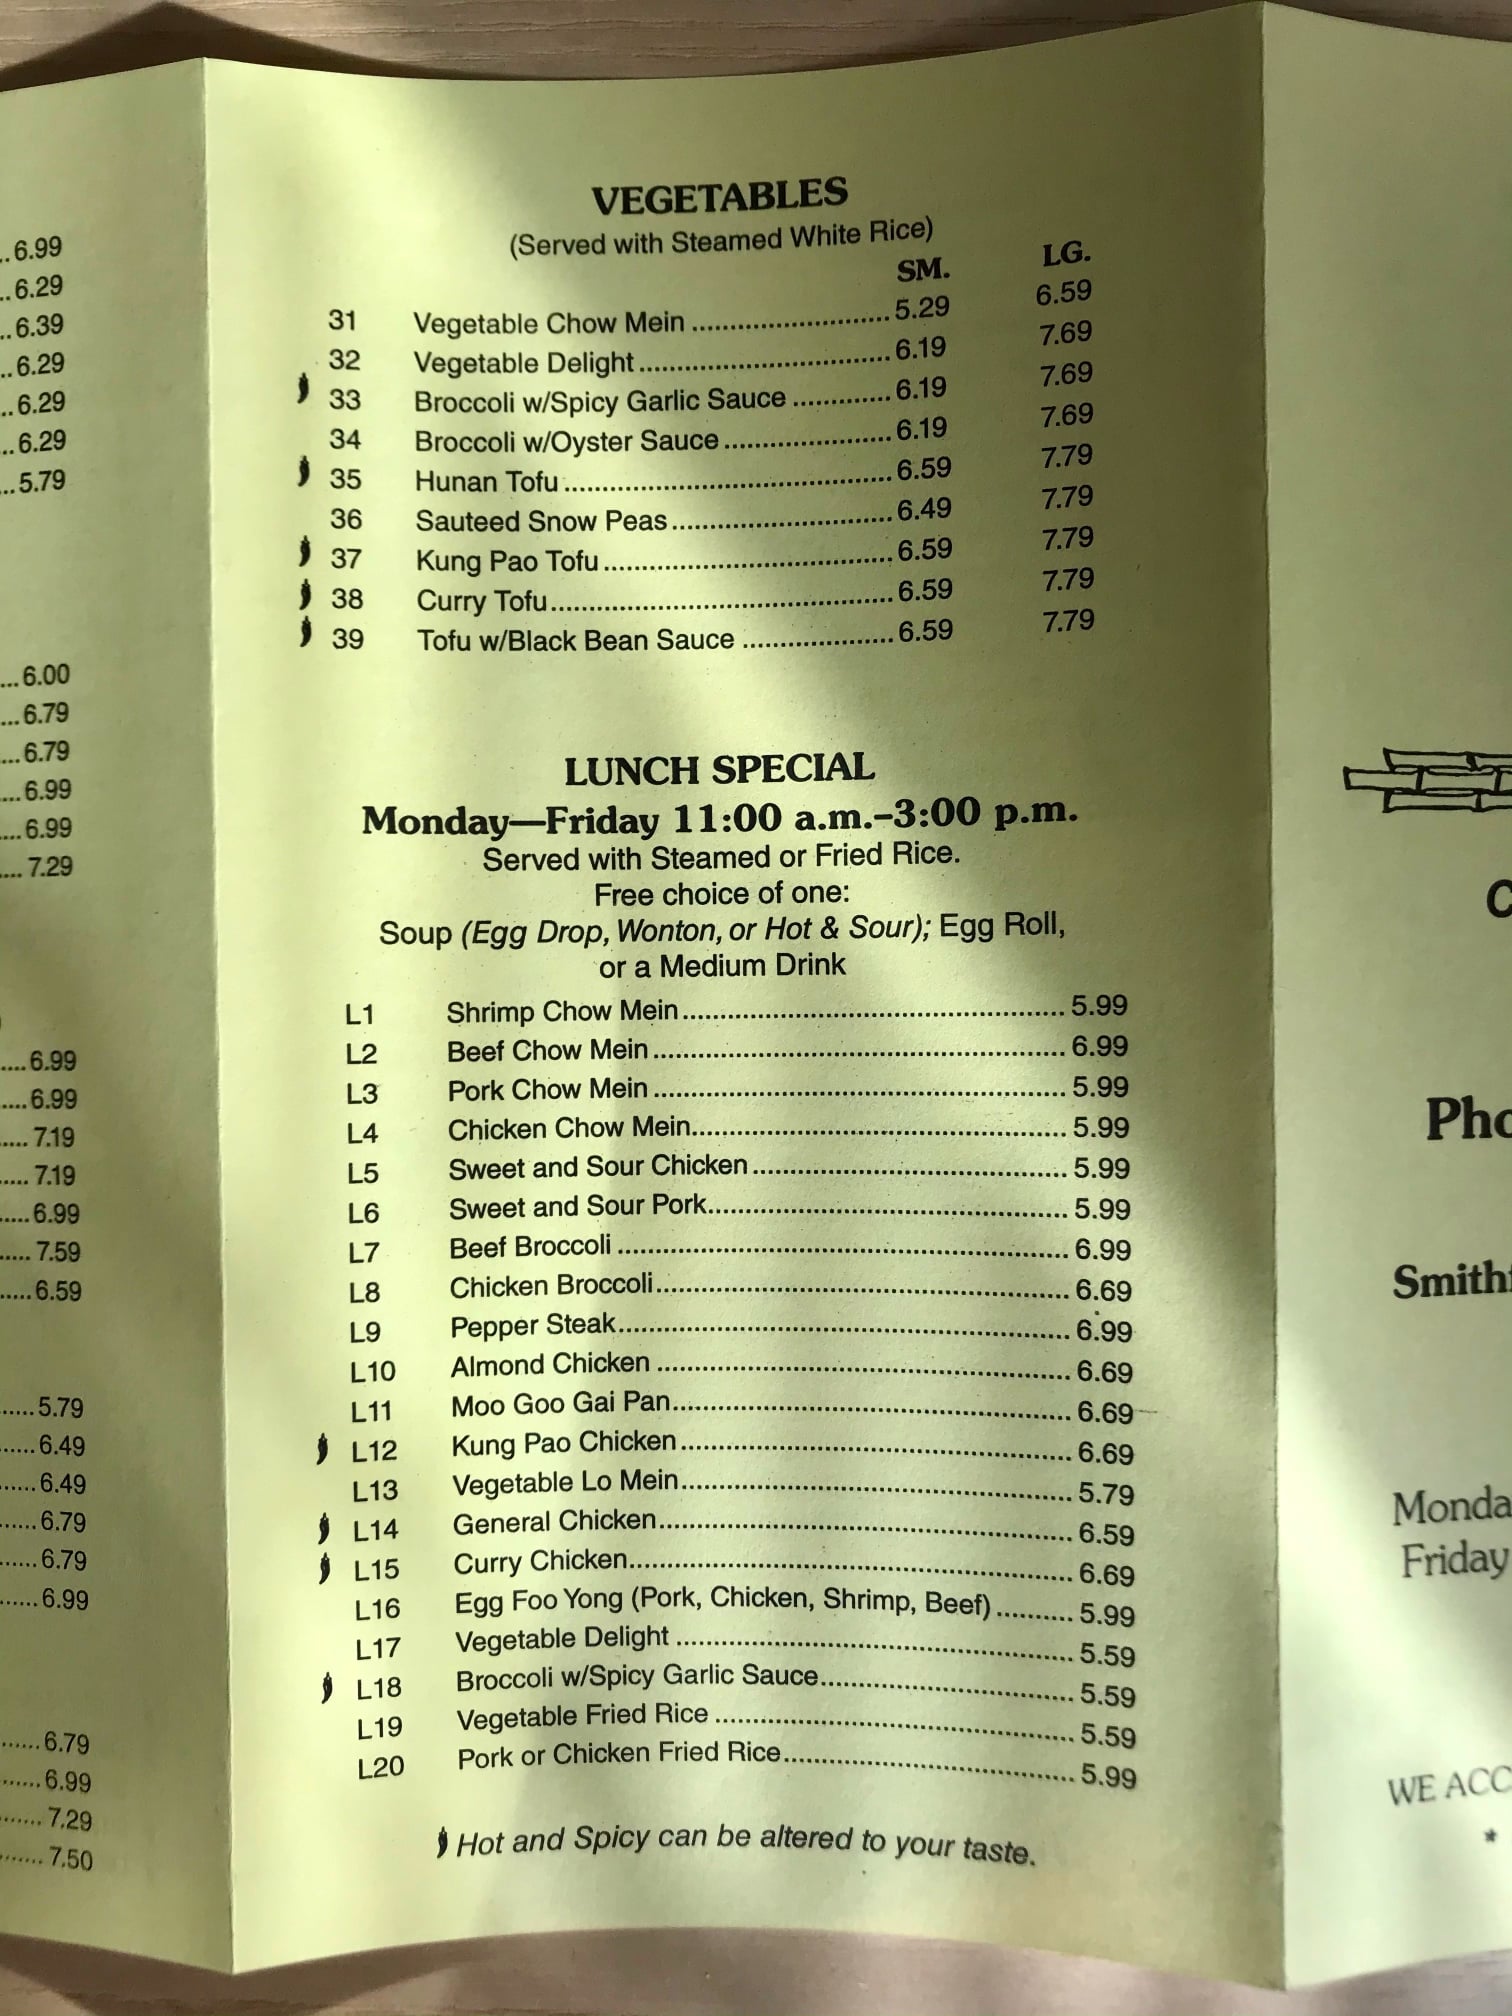 ..6.99
..6.29
..6.39
..6.29
..6.29
..6.29
...5.79
...6.00
...6.79
...6.79
...6.99
...6.99
.... 7.29
....6.99
....6.99
..... 7.19
..... 7.19
.....6.99
..... 7.59
.....6.59
......5.79
......6.49
......6.49
......6.79
......6.79
......6.99
......6.79
.......6.99
....... 7.29
....... 7.50
VEGETABLES
(Served with Steamed White Rice)
SM. LG.
31 Vegetable Chow Mein 5.29 6.59
32 Vegetable Delight 6.19 7.69
33 Broccoli w/Spicy Garlic Sauce 6.19 7.69
34 Broccoli w/Oyster Sauce 6.19 7.69
35 Hunan Tofu 6.59 7.79
36 Sauteed Snow Peas 6.49 7.79
37 Kung Pao Tofu 6.59 7.79
38 Curry Tofu 6.59 7.79
39 Tofu w/Black Bean Sauce 6.59 7.79
LUNCH SPECIAL
Monday—Friday 11:00 a.m.–3:00 p.m.
Served with Steamed or Fried Rice.
Free choice of one:
Soup (Egg Drop, Wonton, or Hot & Sour); Egg Roll,
or a Medium Drink
L1 Shrimp Chow Mein 5.99
L2 Beef Chow Mein 6.99
L3 Pork Chow Mein 5.99
L4 Chicken Chow Mein 5.99
L5 Sweet and Sour Chicken 5.99
L6 Sweet and Sour Pork 5.99
L7 Beef Broccoli 6.99
L8 Chicken Broccoli 6.69
L9 Pepper Steak 6.99
L10 Almond Chicken 6.69
L11 Moo Goo Gai Pan 6.69
L12 Kung Pao Chicken 6.69
L13 Vegetable Lo Mein 5.79
L14 General Chicken 6.59
L15 Curry Chicken 6.69
L16 Egg Foo Yong (Pork, Chicken, Shrimp, Beef) 5.99
L17 Vegetable Delight 5.59
L18 Broccoli w/Spicy Garlic Sauce 5.59
L19 Vegetable Fried Rice 5.59
L20 Pork or Chicken Fried Rice 5.99
Hot and Spicy can be altered to your taste.
C
Pho
Smith
Monda
Friday
WE ACC
*